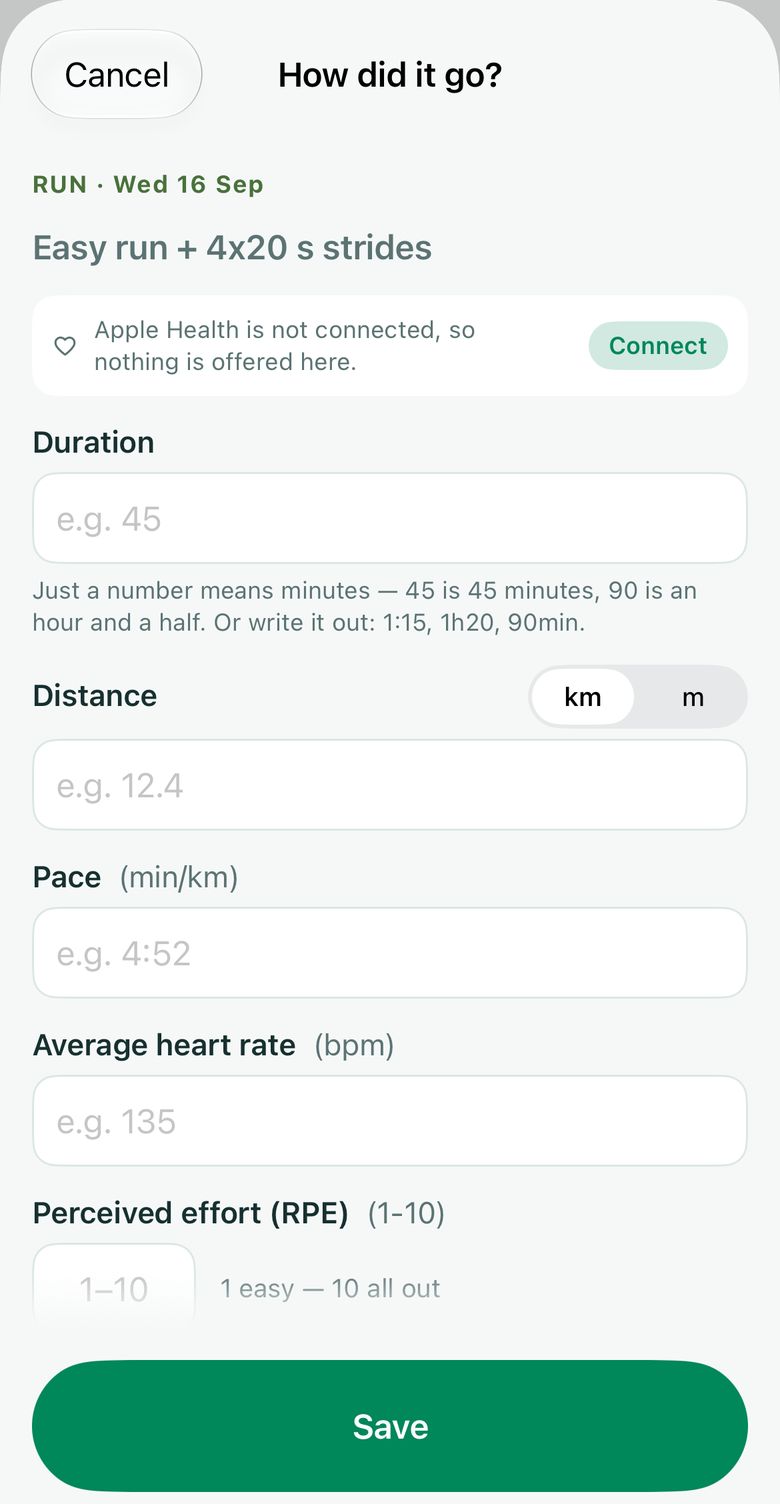 Cancel
How did it go?
RUN · Wed 16 Sep
Easy run + 4x20 s strides
Apple Health is not connected, so
nothing is offered here.
Connect
Duration
e.g. 45
Just a number means minutes — 45 is 45 minutes, 90 is an
hour and a half. Or write it out: 1:15, 1h20, 90min.
Distance
km
m
e.g. 12.4
Pace (min/km)
e.g. 4:52
Average heart rate (bpm)
e.g. 135
Perceived effort (RPE) (1-10)
1–10
1 easy — 10 all out
Save